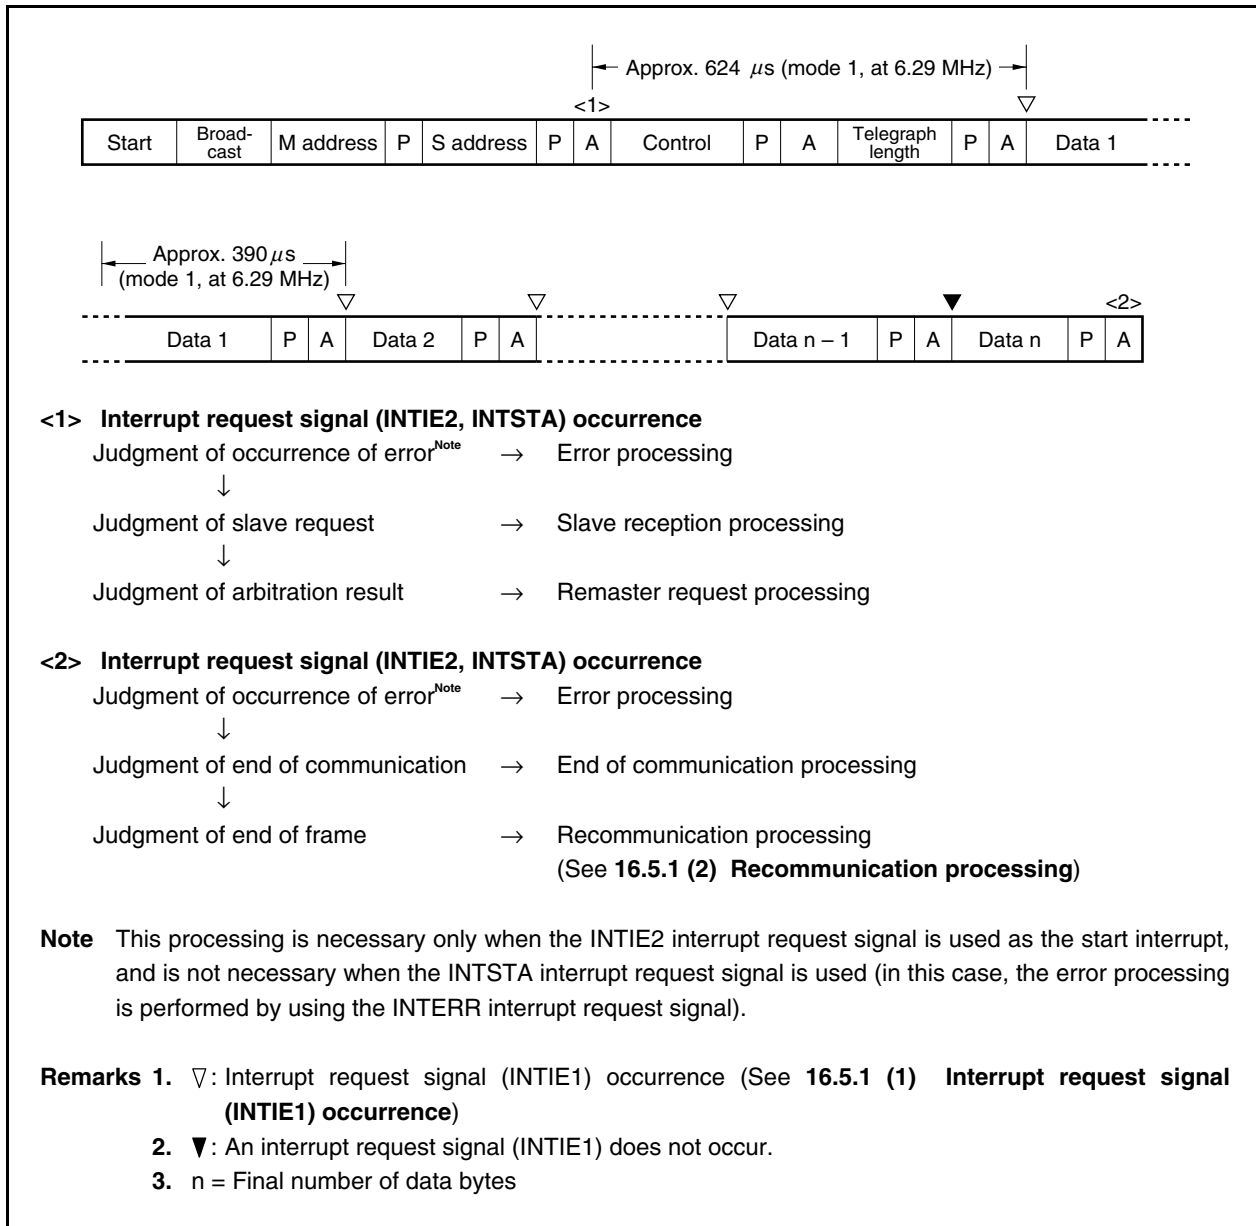 Approx. 624 μs (mode 1, at 6.29 MHz)
<1> ▽
Start Broad-cast M address P S address P A Control P A Telegraph length P A Data 1
Approx. 390 μs
(mode 1, at 6.29 MHz)
▽ ▽ ▽ ▼ <2>
Data 1 P A Data 2 P A Data n – 1 P A Data n P A
<1> Interrupt request signal (INTIE2, INTSTA) occurrence
Judgment of occurrence of error Note → Error processing
↓
Judgment of slave request → Slave reception processing
↓
Judgment of arbitration result → Remaster request processing
<2> Interrupt request signal (INTIE2, INTSTA) occurrence
Judgment of occurrence of error Note → Error processing
↓
Judgment of end of communication → End of communication processing
↓
Judgment of end of frame → Recommunication processing
(See 16.5.1 (2) Recommunication processing)
Note This processing is necessary only when the INTIE2 interrupt request signal is used as the start interrupt,
and is not necessary when the INTSTA interrupt request signal is used (in this case, the error processing
is performed by using the INTERR interrupt request signal).
Remarks 1. ▽: Interrupt request signal (INTIE1) occurrence (See 16.5.1 (1) Interrupt request signal
(INTIE1) occurrence)
2. ▼: An interrupt request signal (INTIE1) does not occur.
3. n = Final number of data bytes